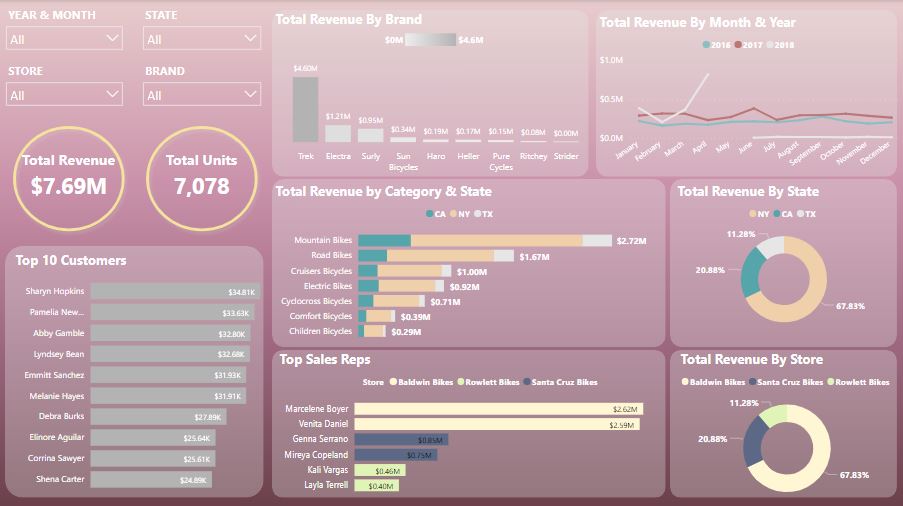 YEAR & MONTH
All
STATE
All
STORE
All
BRAND
All
Total Revenue
$7.69M
Total Units
7,078
Top 10 Customers
Sharyn Hopkins $34.81K
Pamela New... $33.63K
Abby Gamble $32.80K
Lyndsey Bean $32.68K
Emmitt Sanchez $31.93K
Melanie Hayes $31.91K
Debra Burks $27.89K
Elinore Aguilar $25.64K
Corrina Sawyer $25.61K
Shena Carter $24.89K
Total Revenue By Brand
$0M $4.6M
$4.60M $1.21M $0.95M $0.34M $0.19M $0.17M $0.15M $0.08M $0.00M
Trek Electra Surly Sun Haro Heller Pure Ritchey Strider
Bicycles Cycles
Total Revenue By Month & Year
2016 2017 2018
$1.0M
$0.5M
$0.0M
January February March April May June July August September October November December
Total Revenue by Category & State
CA NY TX
Mountain Bikes $2.72M
Road Bikes $1.67M
Cruisers Bicycles $1.00M
Electric Bikes $0.92M
Cyclocross Bicycles $0.71M
Comfort Bicycles $0.39M
Children Bicycles $0.29M
Total Revenue By State
NY CA TX
11.28%
20.88%
67.83%
Top Sales Reps
Store Baldwin Bikes Rowlett Bikes Santa Cruz Bikes
Marcelene Boyer $2.62M
Venita Daniel $2.59M
Genna Serrano $0.85M
Mireya Copeland $0.75M
Kali Vargas $0.46M
Layla Terrell $0.40M
Total Revenue By Store
Baldwin Bikes Santa Cruz Bikes Rowlett Bikes
11.28%
20.88%
67.83%